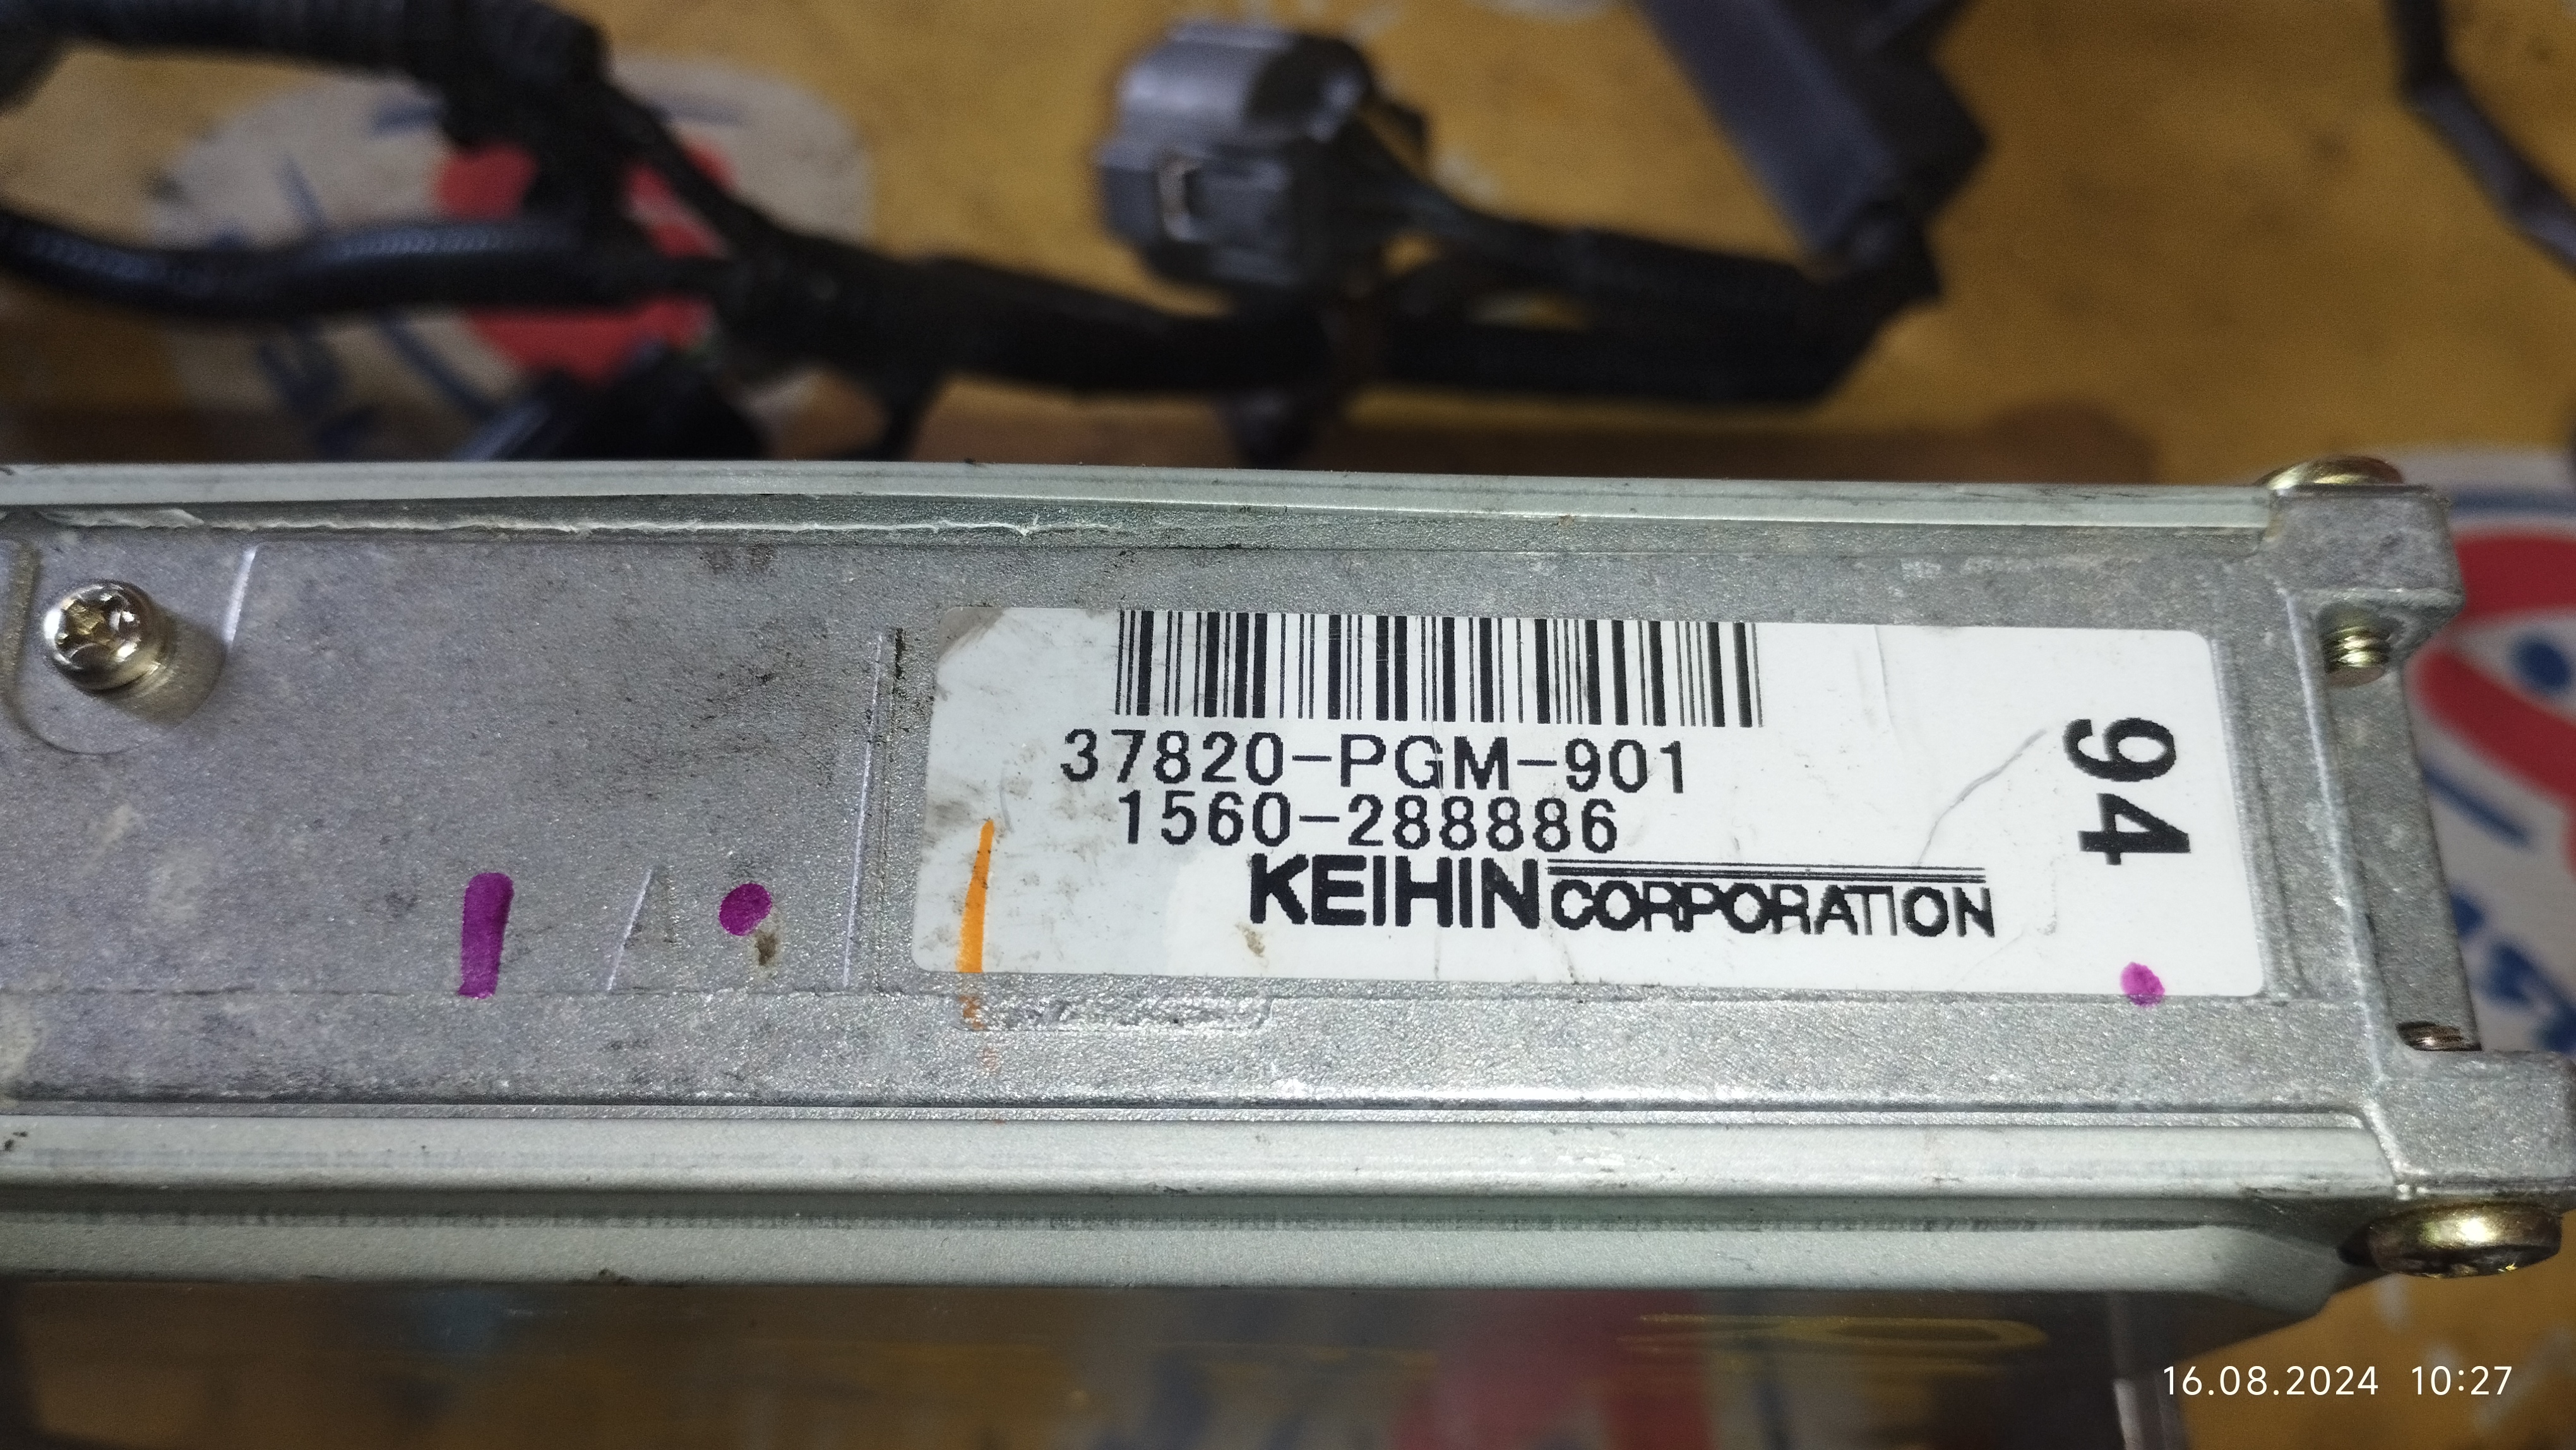 37820-PGM-901
1560-288886
KEIHIN CORPORATION
94
16.08.2024 10:27